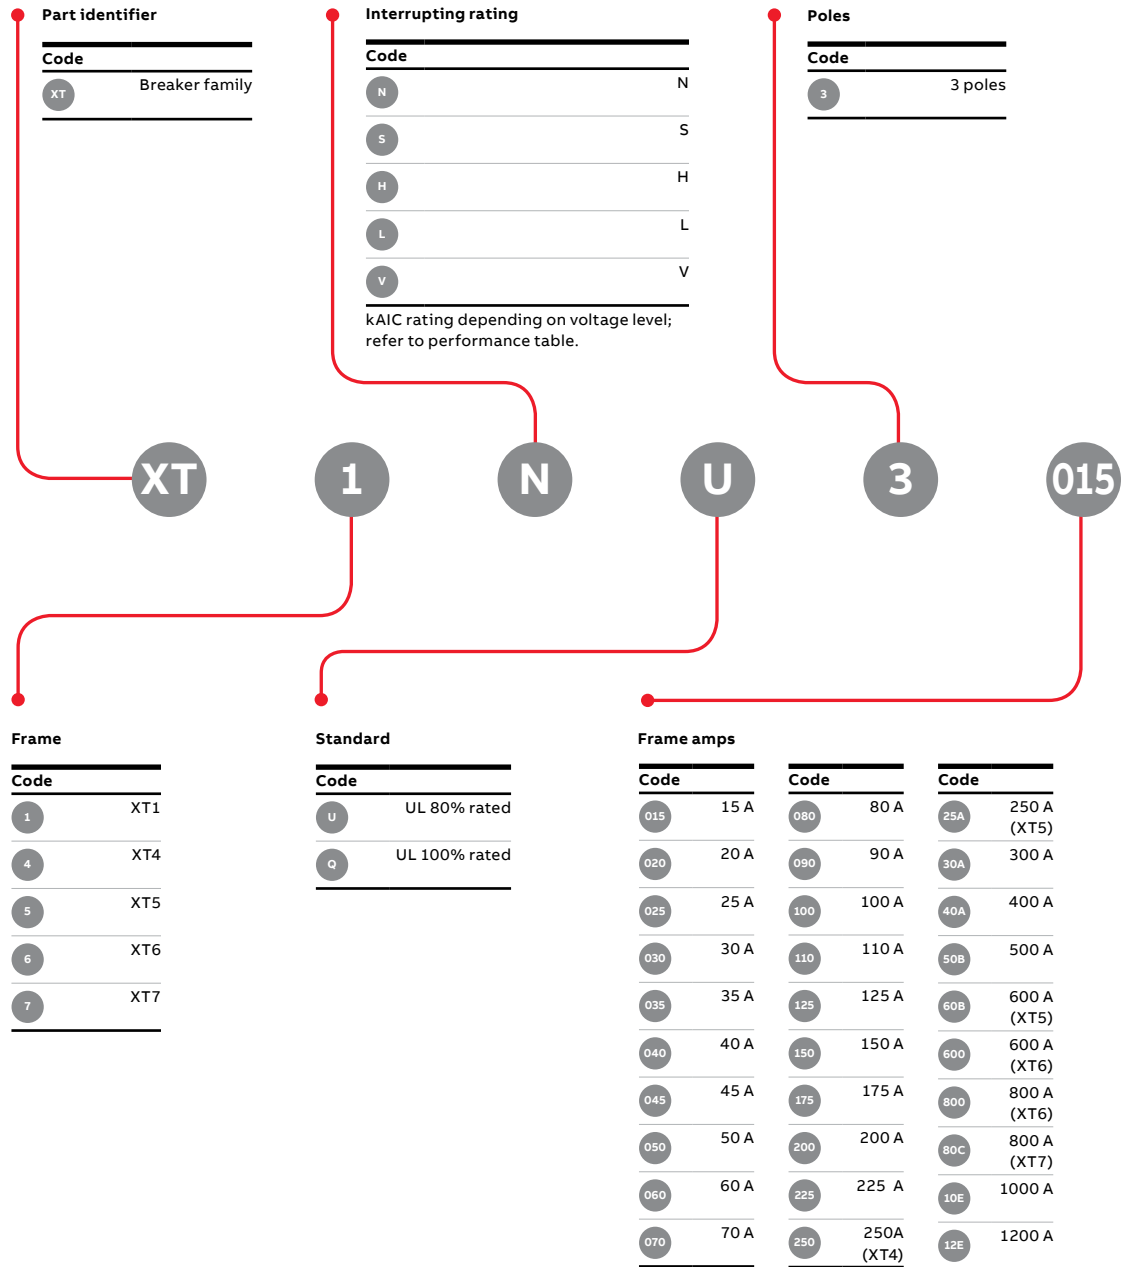 Part identifier
Code
XT Breaker family
Interrupting rating
Code
N N
S S
H H
L L
V V
kAIC rating depending on voltage level;
refer to performance table.
Poles
Code
3 3 poles
XT 1 N U 3 015
Frame
Code
1 XT1
4 XT4
5 XT5
6 XT6
7 XT7
Standard
Code
U UL 80% rated
Q UL 100% rated
Frame amps
Code
015 15 A
020 20 A
025 25 A
030 30 A
035 35 A
040 40 A
045 45 A
050 50 A
060 60 A
070 70 A
Code
080 80 A
090 90 A
100 100 A
110 110 A
125 125 A
150 150 A
175 175 A
200 200 A
225 225 A
250 250A
(XT4)
Code
25A 250 A
(XT5)
30A 300 A
40A 400 A
50B 500 A
60B 600 A
(XT5)
600 600 A
(XT6)
800 800 A
(XT6)
80C 800 A
(XT7)
10E 1000 A
12E 1200 A